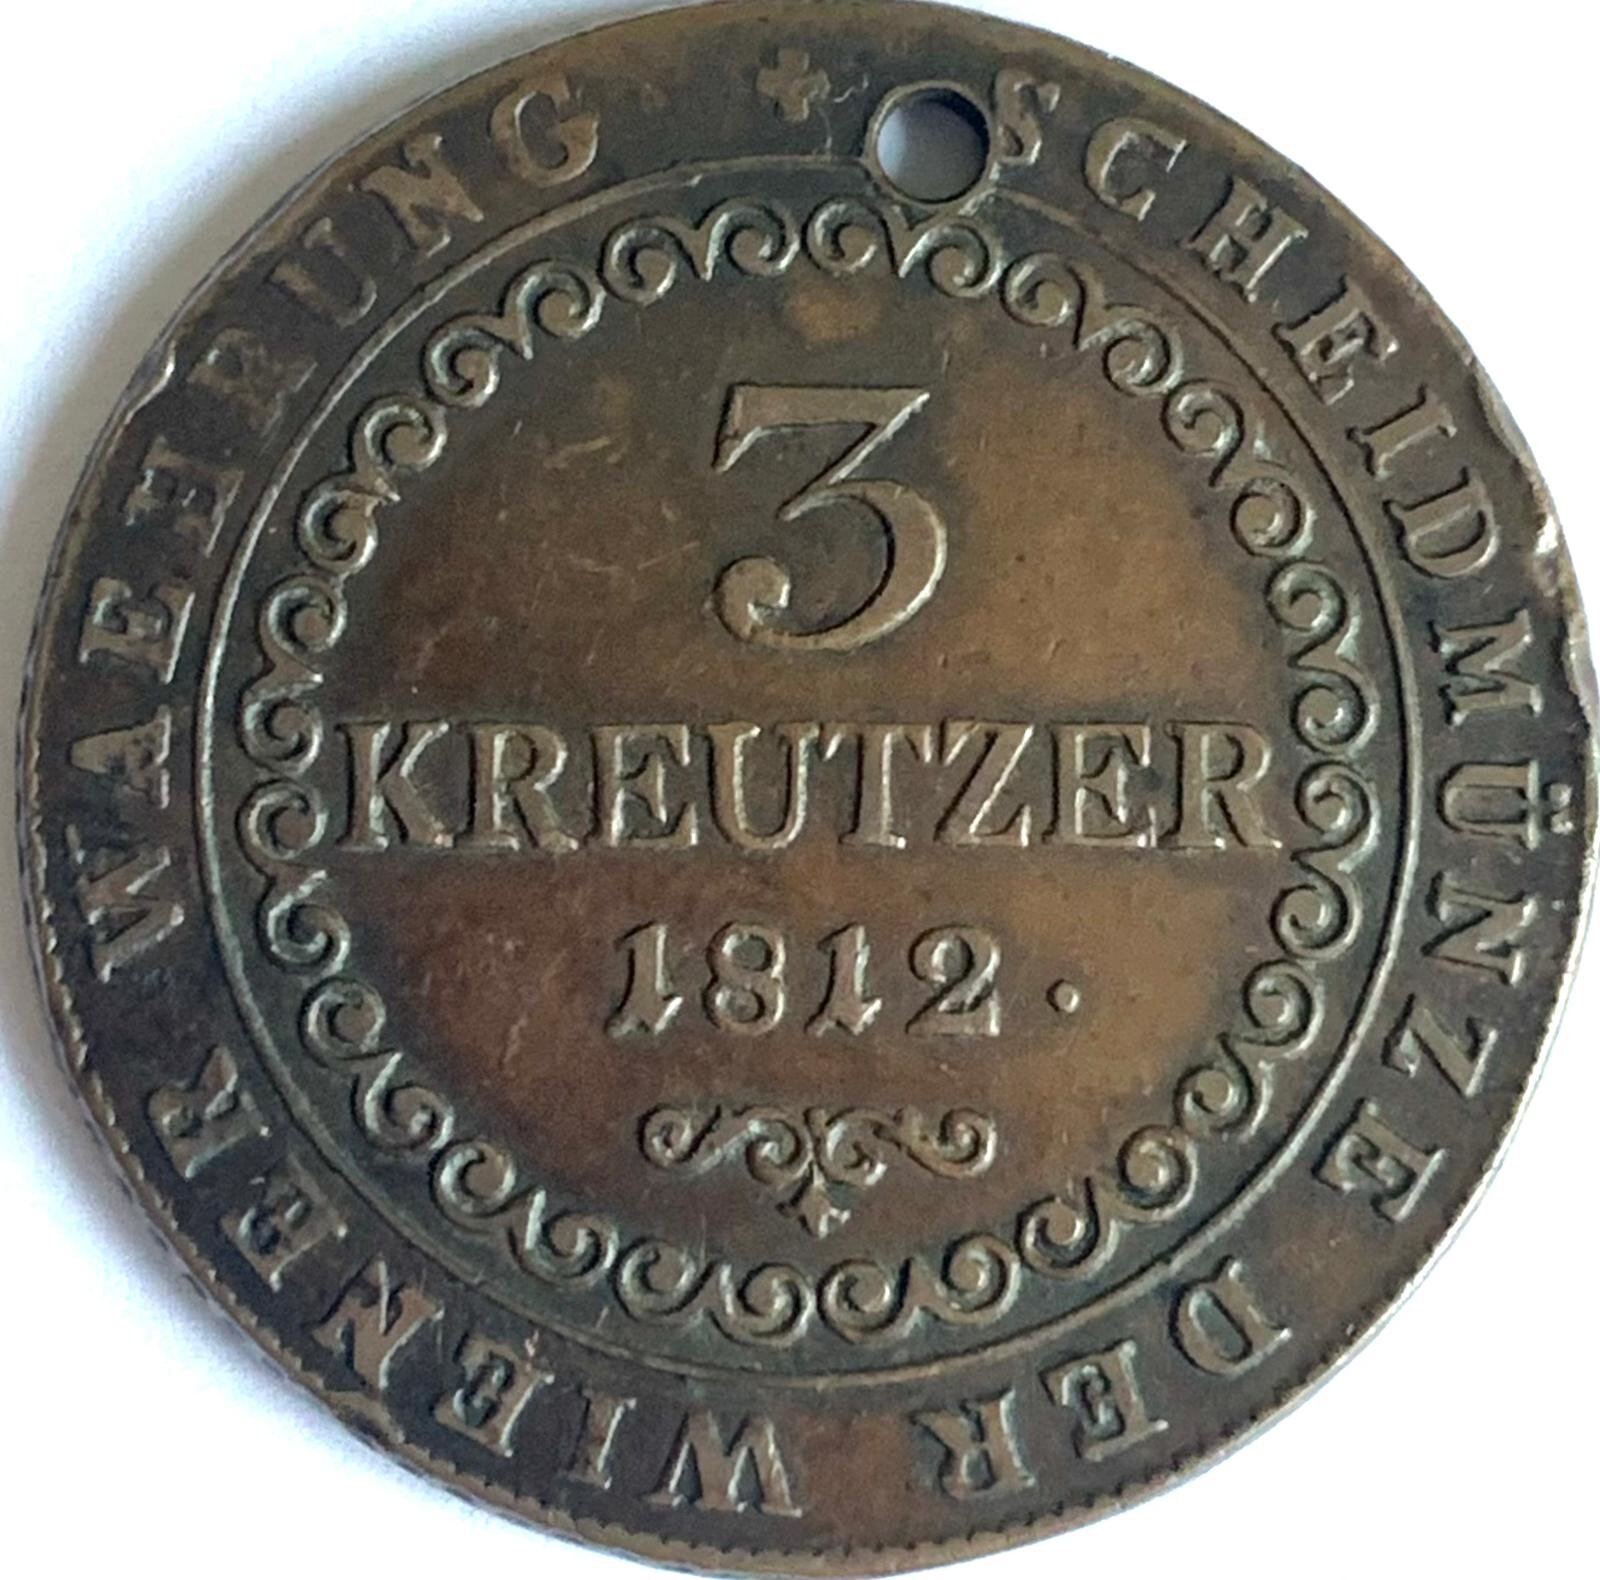 + SCHEIDMÜNZE DER WIENER WAEHRUNG
3
KREUTZER
1812.